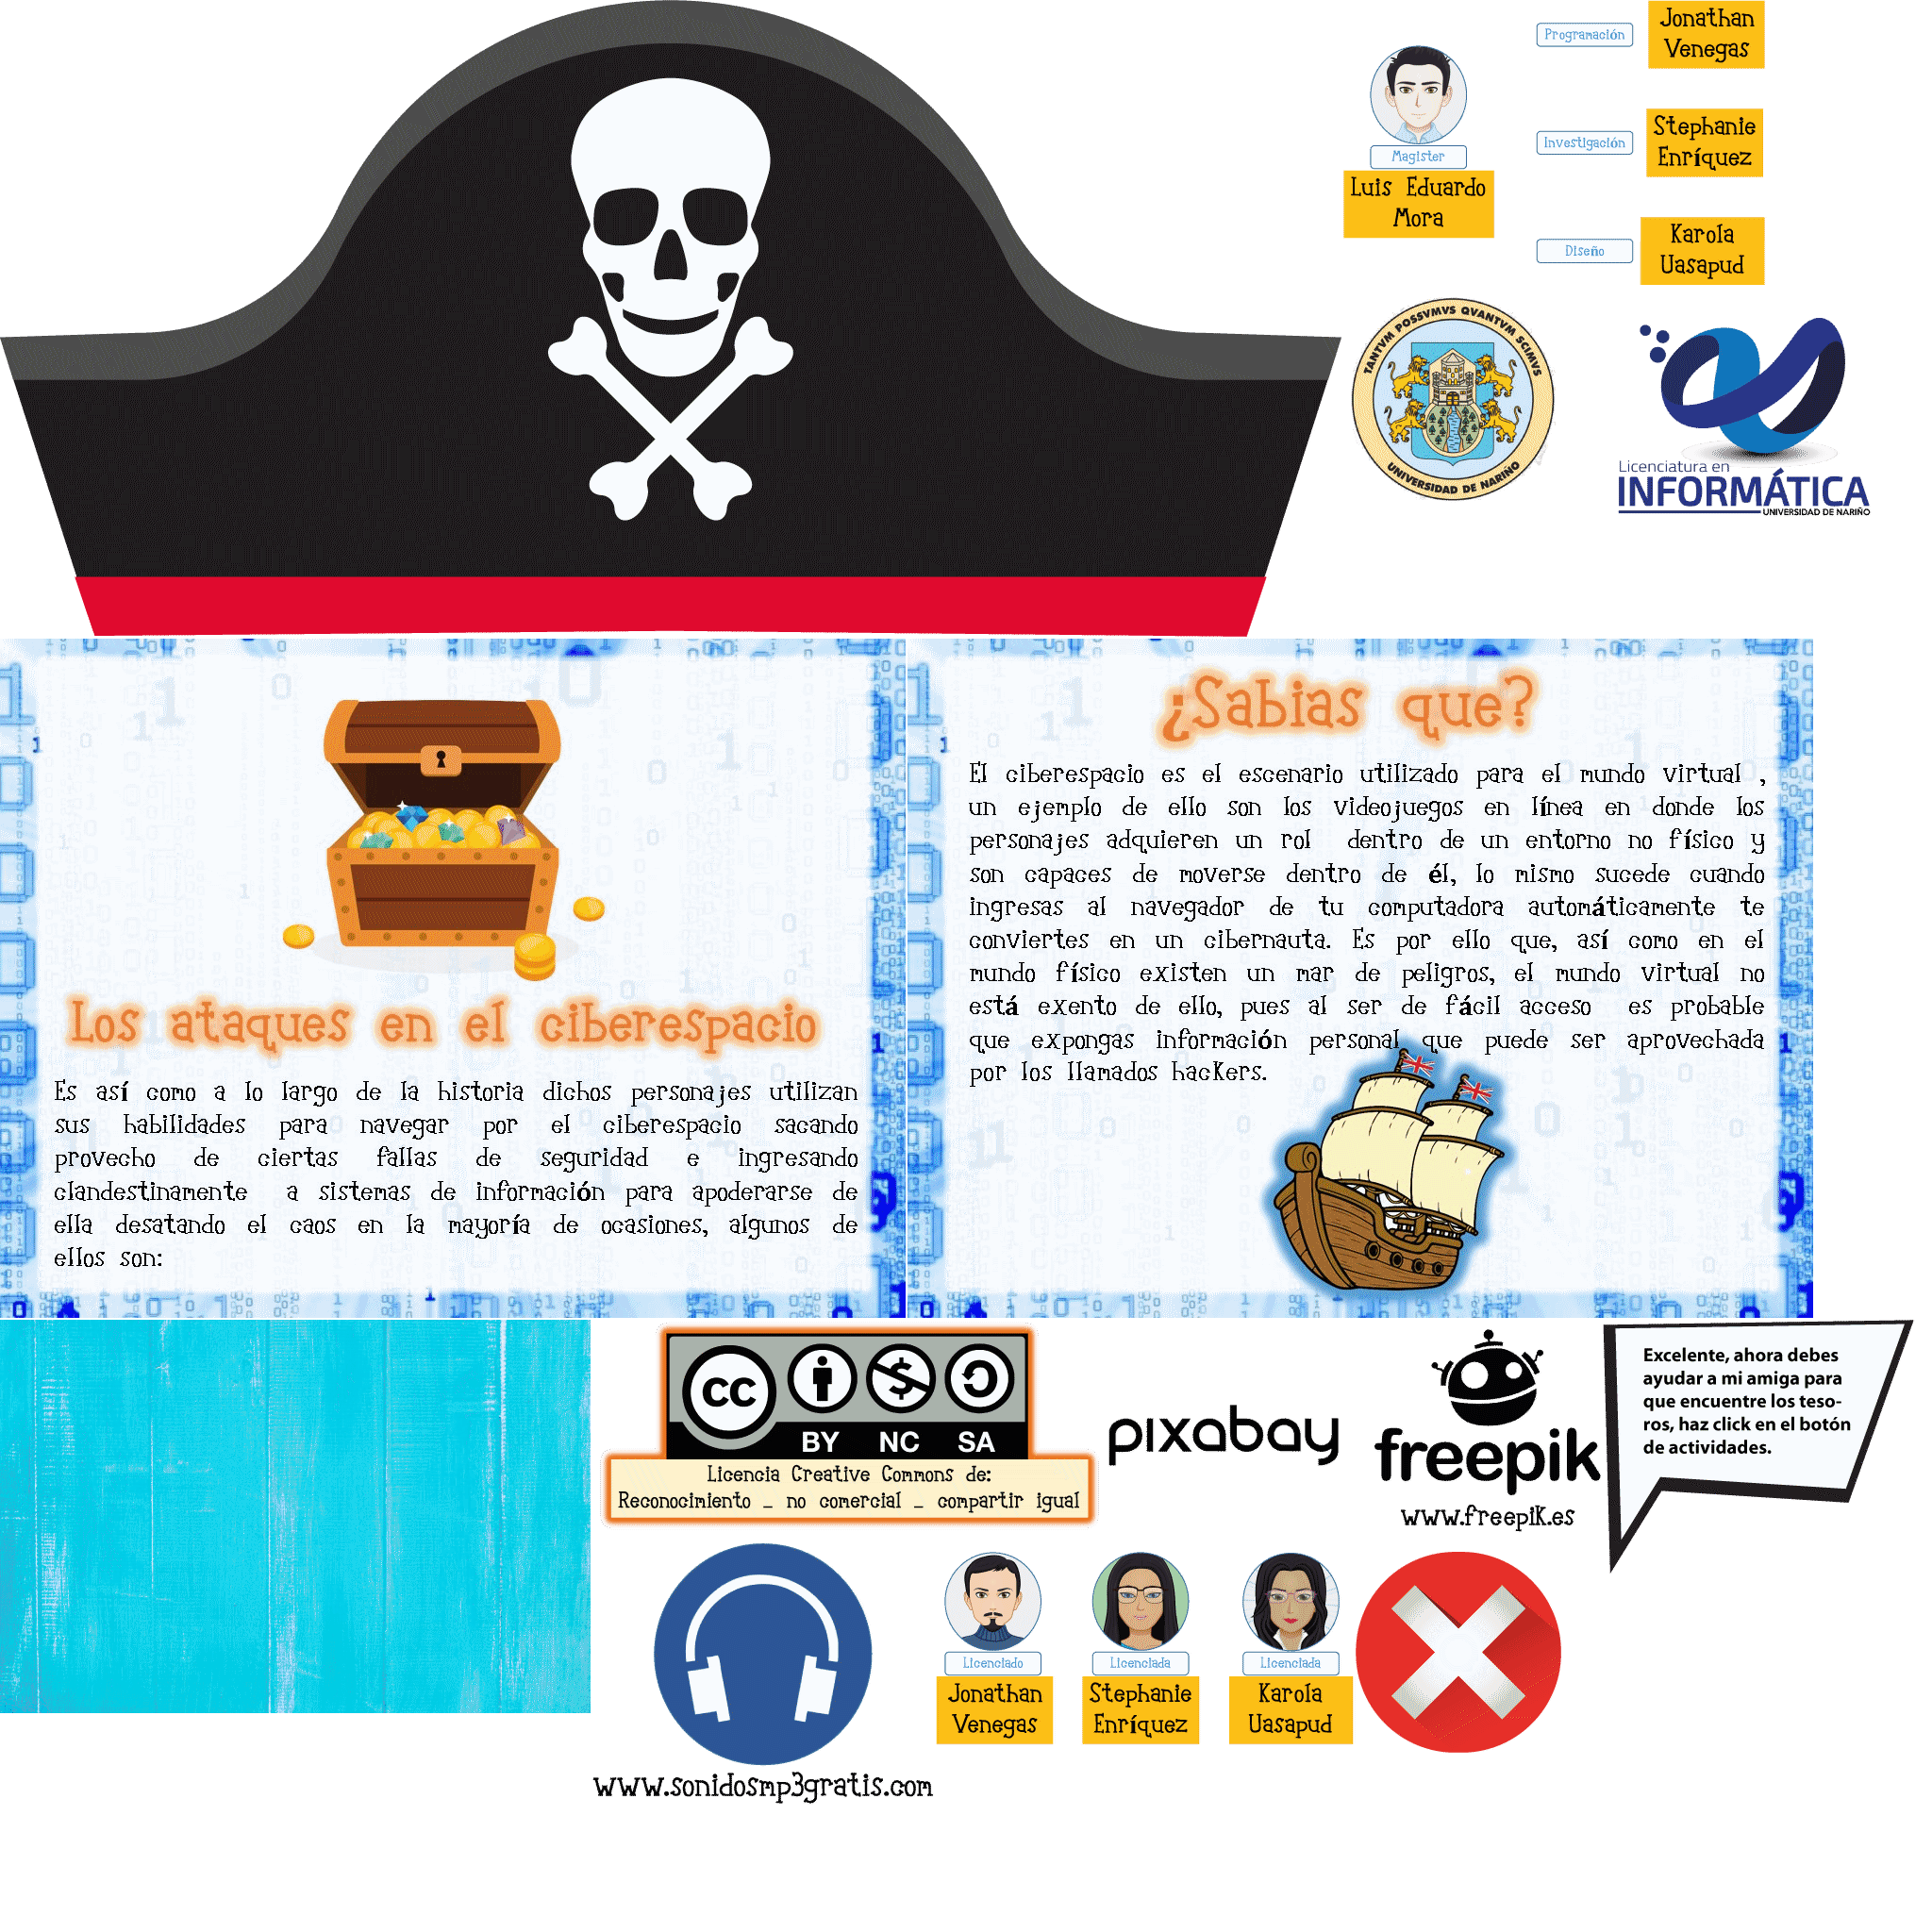 Programación
Jonathan
Venegas
Magister
Luis Eduardo
Mora
Investigación
Stephanie
Enríquez
Diseño
Karola
Uasapud
TANTVM POSSVMVS QVANTVM SCIMVS
UNIVERSIDAD DE NARIÑO
Licenciatura en
INFORMÁTICA
UNIVERSIDAD DE NARIÑO
Los ataques en el ciberespacio
Es así como a lo largo de la historia dichos personajes utilizan
sus habilidades para navegar por el ciberespacio sacando
provecho de ciertas fallas de seguridad e ingresando
clandestinamente a sistemas de información para apoderarse de
ella desatando el caos en la mayoría de ocasiones, algunos de
ellos son:
¿Sabias que?
El ciberespacio es el escenario utilizado para el mundo virtual ,
un ejemplo de ello son los videojuegos en línea en donde los
personajes adquieren un rol dentro de un entorno no físico y
son capaces de moverse dentro de él, lo mismo sucede cuando
ingresas al navegador de tu computadora automáticamente te
conviertes en un cibernauta. Es por ello que, así como en el
mundo físico existen un mar de peligros, el mundo virtual no
está exento de ello, pues al ser de fácil acceso es probable
que expongas información personal que puede ser aprovechada
por los llamados hackers.
cc
BY NC SA
Licencia Creative Commons de:
Reconocimiento _ no comercial _ compartir igual
pixabay
freepik
www.freepik.es
Excelente, ahora debes
ayudar a mi amiga para
que encuentre los teso-
ros, haz click en el botón
de actividades.
www.sonidosmp3gratis.com
Licenciado
Jonathan
Venegas
Licenciada
Stephanie
Enríquez
Licenciada
Karola
Uasapud